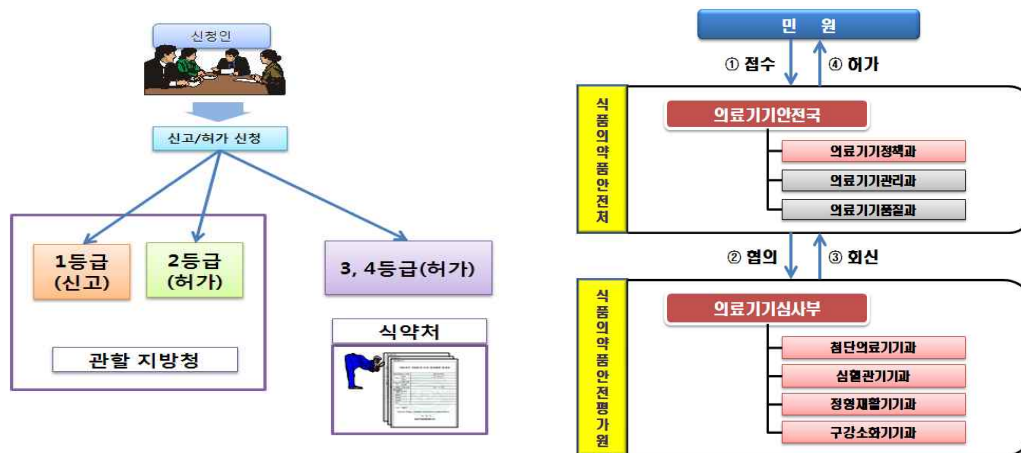 신청인
신고/허가 신청
1등급
(신고)
2등급
(허가)
3, 4등급(허가)
관할 지방청
식약처
민 원
① 접수
④ 허가
식품의약품안전처
의료기기안전국
의료기기정책과
의료기기관리과
의료기기품질과
② 협의
③ 회신
식품의약품안전평가원
의료기기심사부
첨단의료기기과
심혈관기기과
정형재활기기과
구강소화기기과